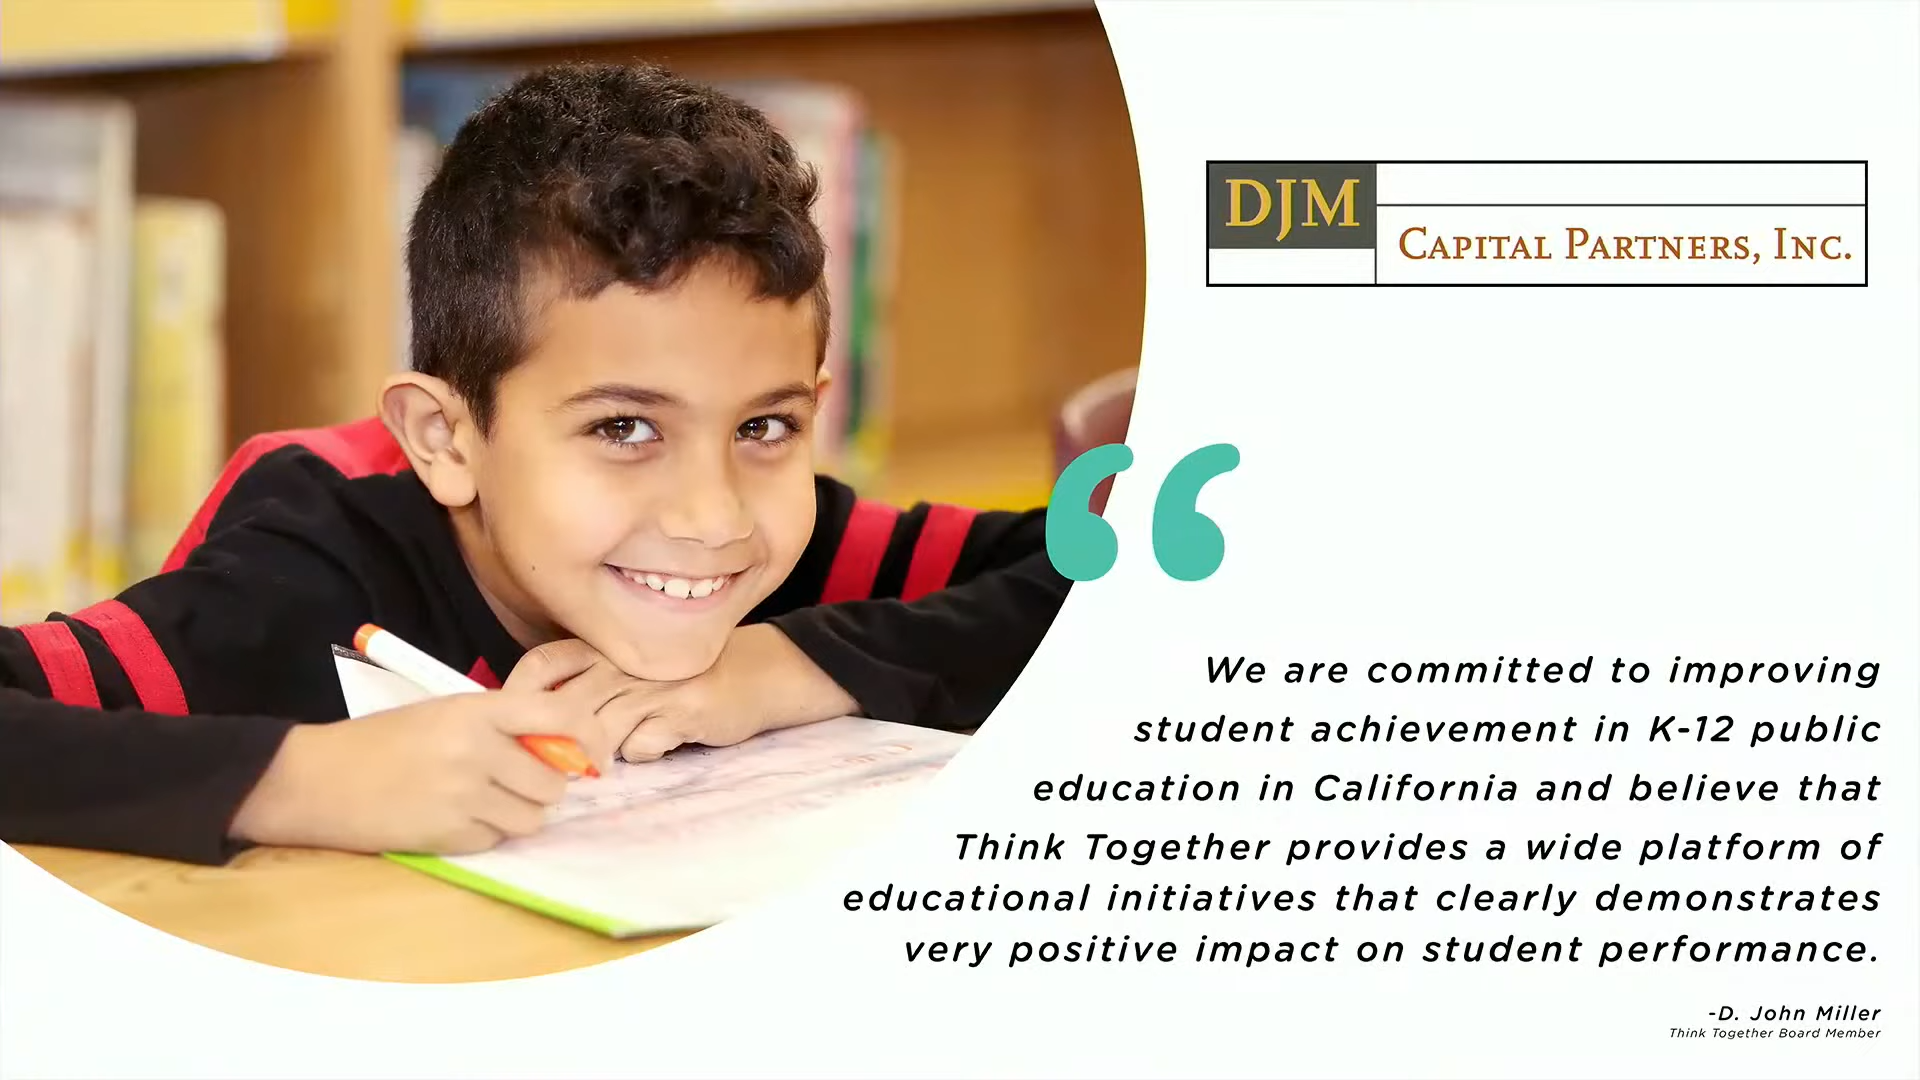 DJM
CAPITAL PARTNERS, INC.
We are committed to improving
student achievement in K-12 public
education in California and believe that
Think Together provides a wide platform of
educational initiatives that clearly demonstrates
very positive impact on student performance.
-D. John Miller
Think Together Board Member